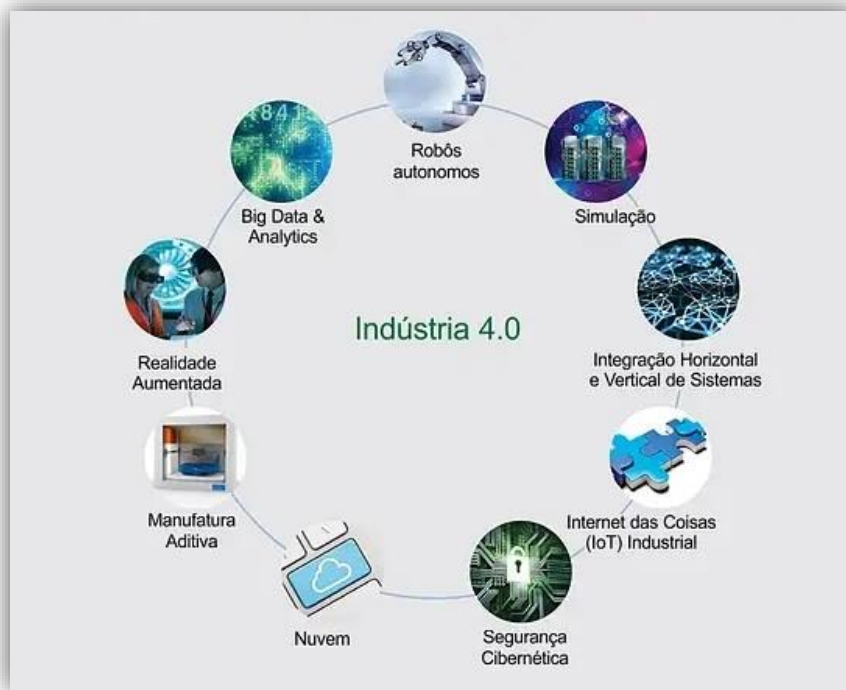 Indústria 4.0
Robôs
autonomos
Simulação
Integração Horizontal
e Vertical de Sistemas
Internet das Coisas
(IoT) Industrial
Segurança
Cibernética
Nuvem
Manufatura
Aditiva
Realidade
Aumentada
Big Data &
Analytics
841